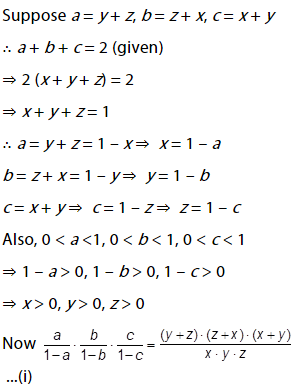 Suppose a = y + z, b = z + x, c = x + y
∴ a + b + c = 2 (given)
⇒ 2 (x + y + z) = 2
⇒ x + y + z = 1
∴ a = y + z = 1 – x ⇒ x = 1 – a
b = z + x = 1 – y ⇒ y = 1 – b
c = x + y ⇒ c = 1 – z ⇒ z = 1 – c
Also, 0 < a <1, 0 < b < 1, 0 < c < 1
⇒ 1 – a > 0, 1 – b > 0, 1 – c > 0
⇒ x > 0, y > 0, z > 0
Now a/(1–a) · b/(1–b) · c/(1–c) = (y + z) · (z + x) · (x + y)/(x · y · z)
...(i)